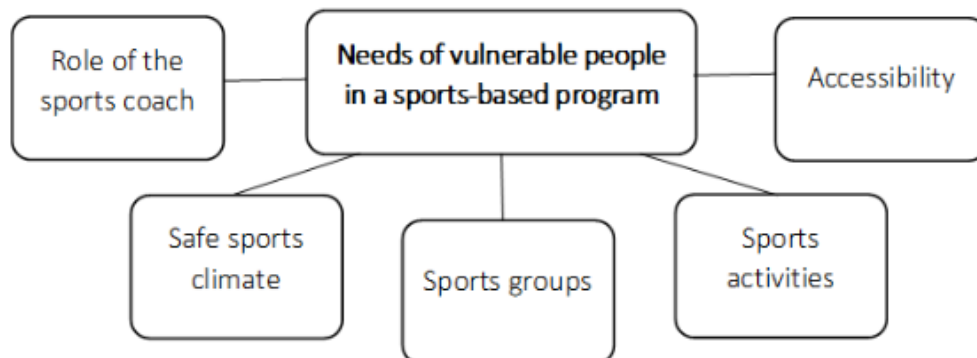 Role of the
sports coach
Needs of vulnerable people
in a sports-based program
Accessibility
Safe sports
climate
Sports groups
Sports
activities